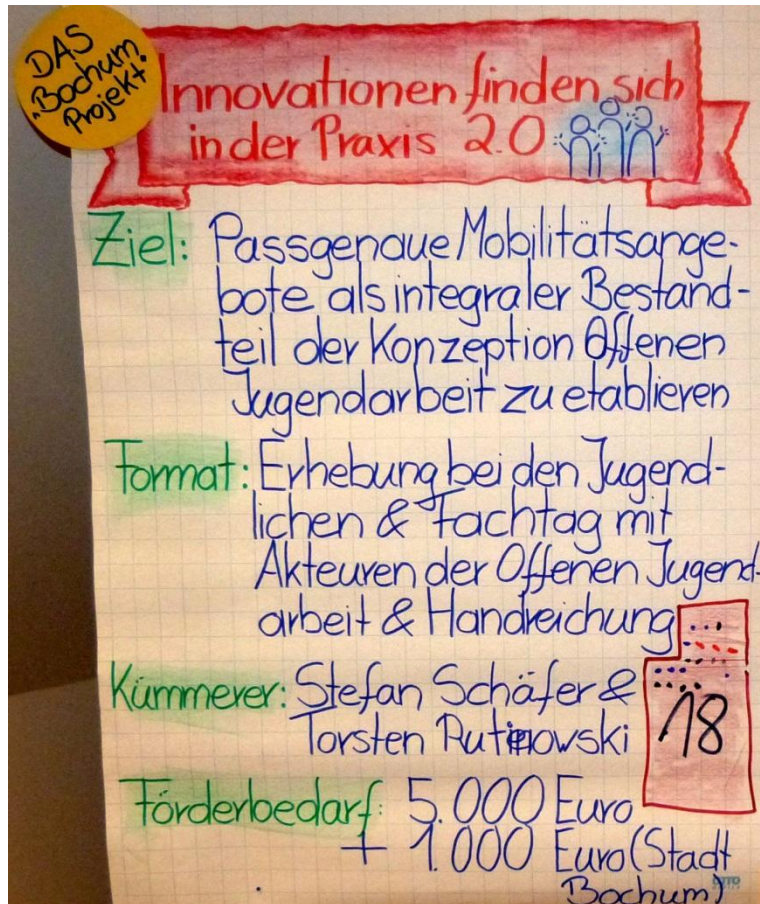 DAS
"Bochum
Projekt"
Innovationen finden sich
in der Praxis 2.0
Ziel: Passgenaue Mobilitätsange-
bote als integraler Bestand-
teil der Konzeption Offenen
Jugendarbeit zu etablieren
Format: Erhebung bei den Jugend-
lichen & Fachtag mit
Akteuren der Offenen Jugend-
arbeit & Handreichung
Kümmerer: Stefan Schäfer &
Torsten
18
Förderbedarf: 5.000 Euro
+ 1.000 Euro (Stadt
Bochum)